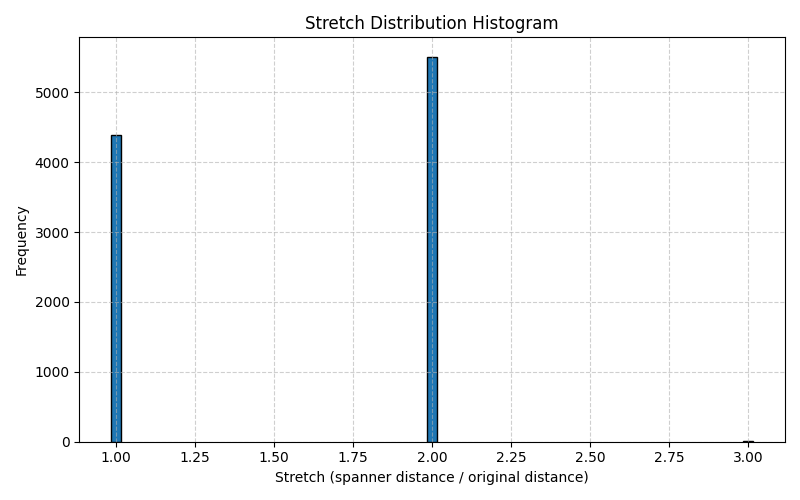 Stretch Distribution Histogram
Frequency
5000
4000
3000
2000
1000
0
1.00 1.25 1.50 1.75 2.00 2.25 2.50 2.75 3.00
Stretch (spanner distance / original distance)